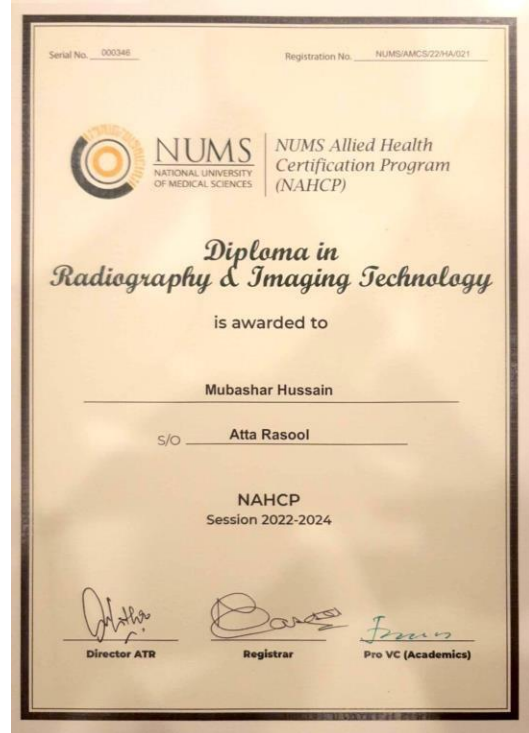 Serial No. 000346
Registration No. NUMS/AMCS/22/HA/021
NUMS
NATIONAL UNIVERSITY
OF MEDICAL SCIENCES
NUMS Allied Health
Certification Program
(NAHCP)
Diploma in
Radiography & Imaging Technology
is awarded to
Mubashar Hussain
S/O Atta Rasool
NAHCP
Session 2022-2024
Director ATR
Registrar
Pro VC (Academics)